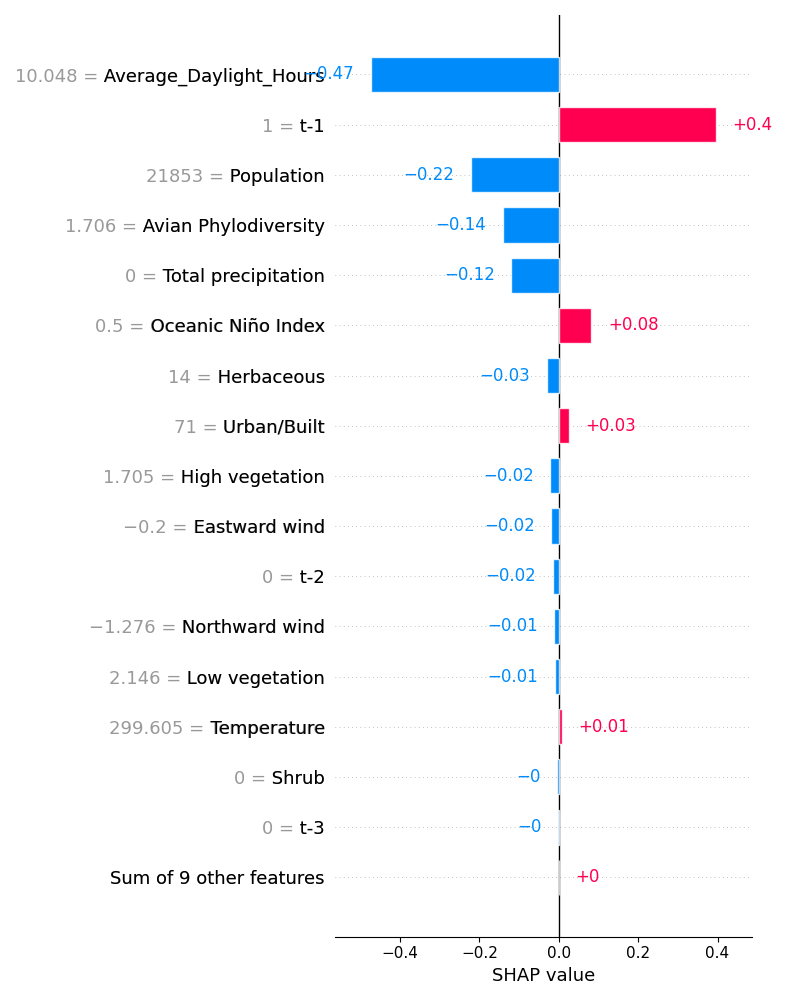 10.048 = Average_Daylight_Hours −0.47
1 = t-1 +0.4
21853 = Population −0.22
1.706 = Avian Phylodiversity −0.14
0 = Total precipitation −0.12
0.5 = Oceanic Niño Index +0.08
14 = Herbaceous −0.03
71 = Urban/Built +0.03
1.705 = High vegetation −0.02
−0.2 = Eastward wind −0.02
0 = t-2 −0.02
−1.276 = Northward wind −0.01
2.146 = Low vegetation −0.01
299.605 = Temperature +0.01
0 = Shrub −0
0 = t-3 −0
Sum of 9 other features +0
−0.4 −0.2 0.0 0.2 0.4
SHAP value